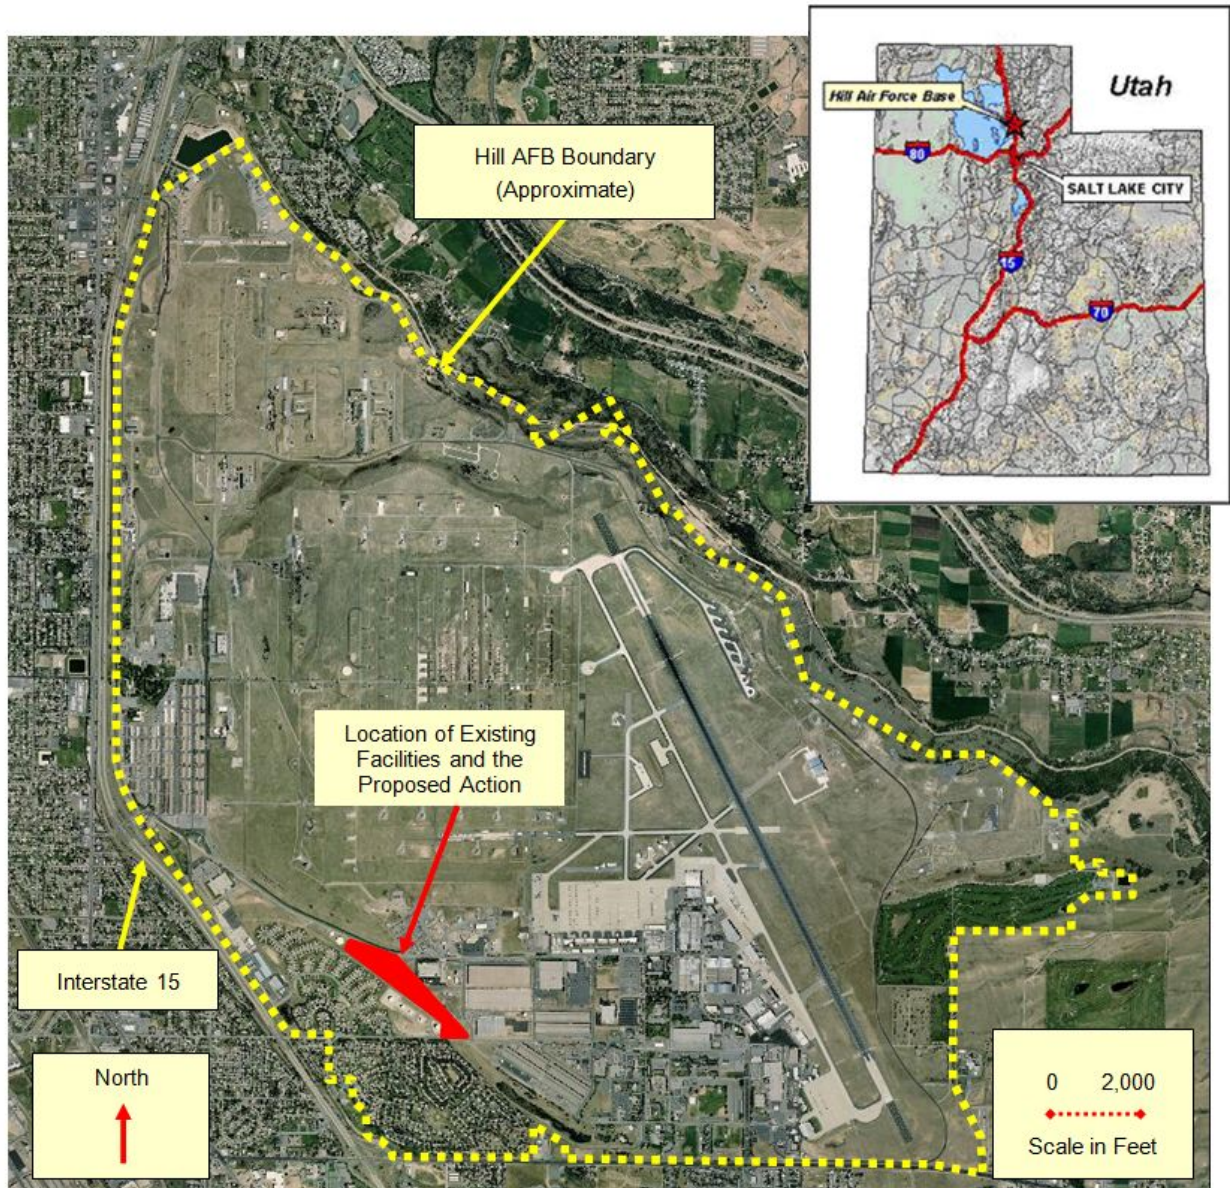 Utah
Hill Air Force Base
80
SALT LAKE CITY
15
70
Hill AFB Boundary
(Approximate)
Location of Existing
Facilities and the
Proposed Action
Interstate 15
North
0 2,000
Scale in Feet